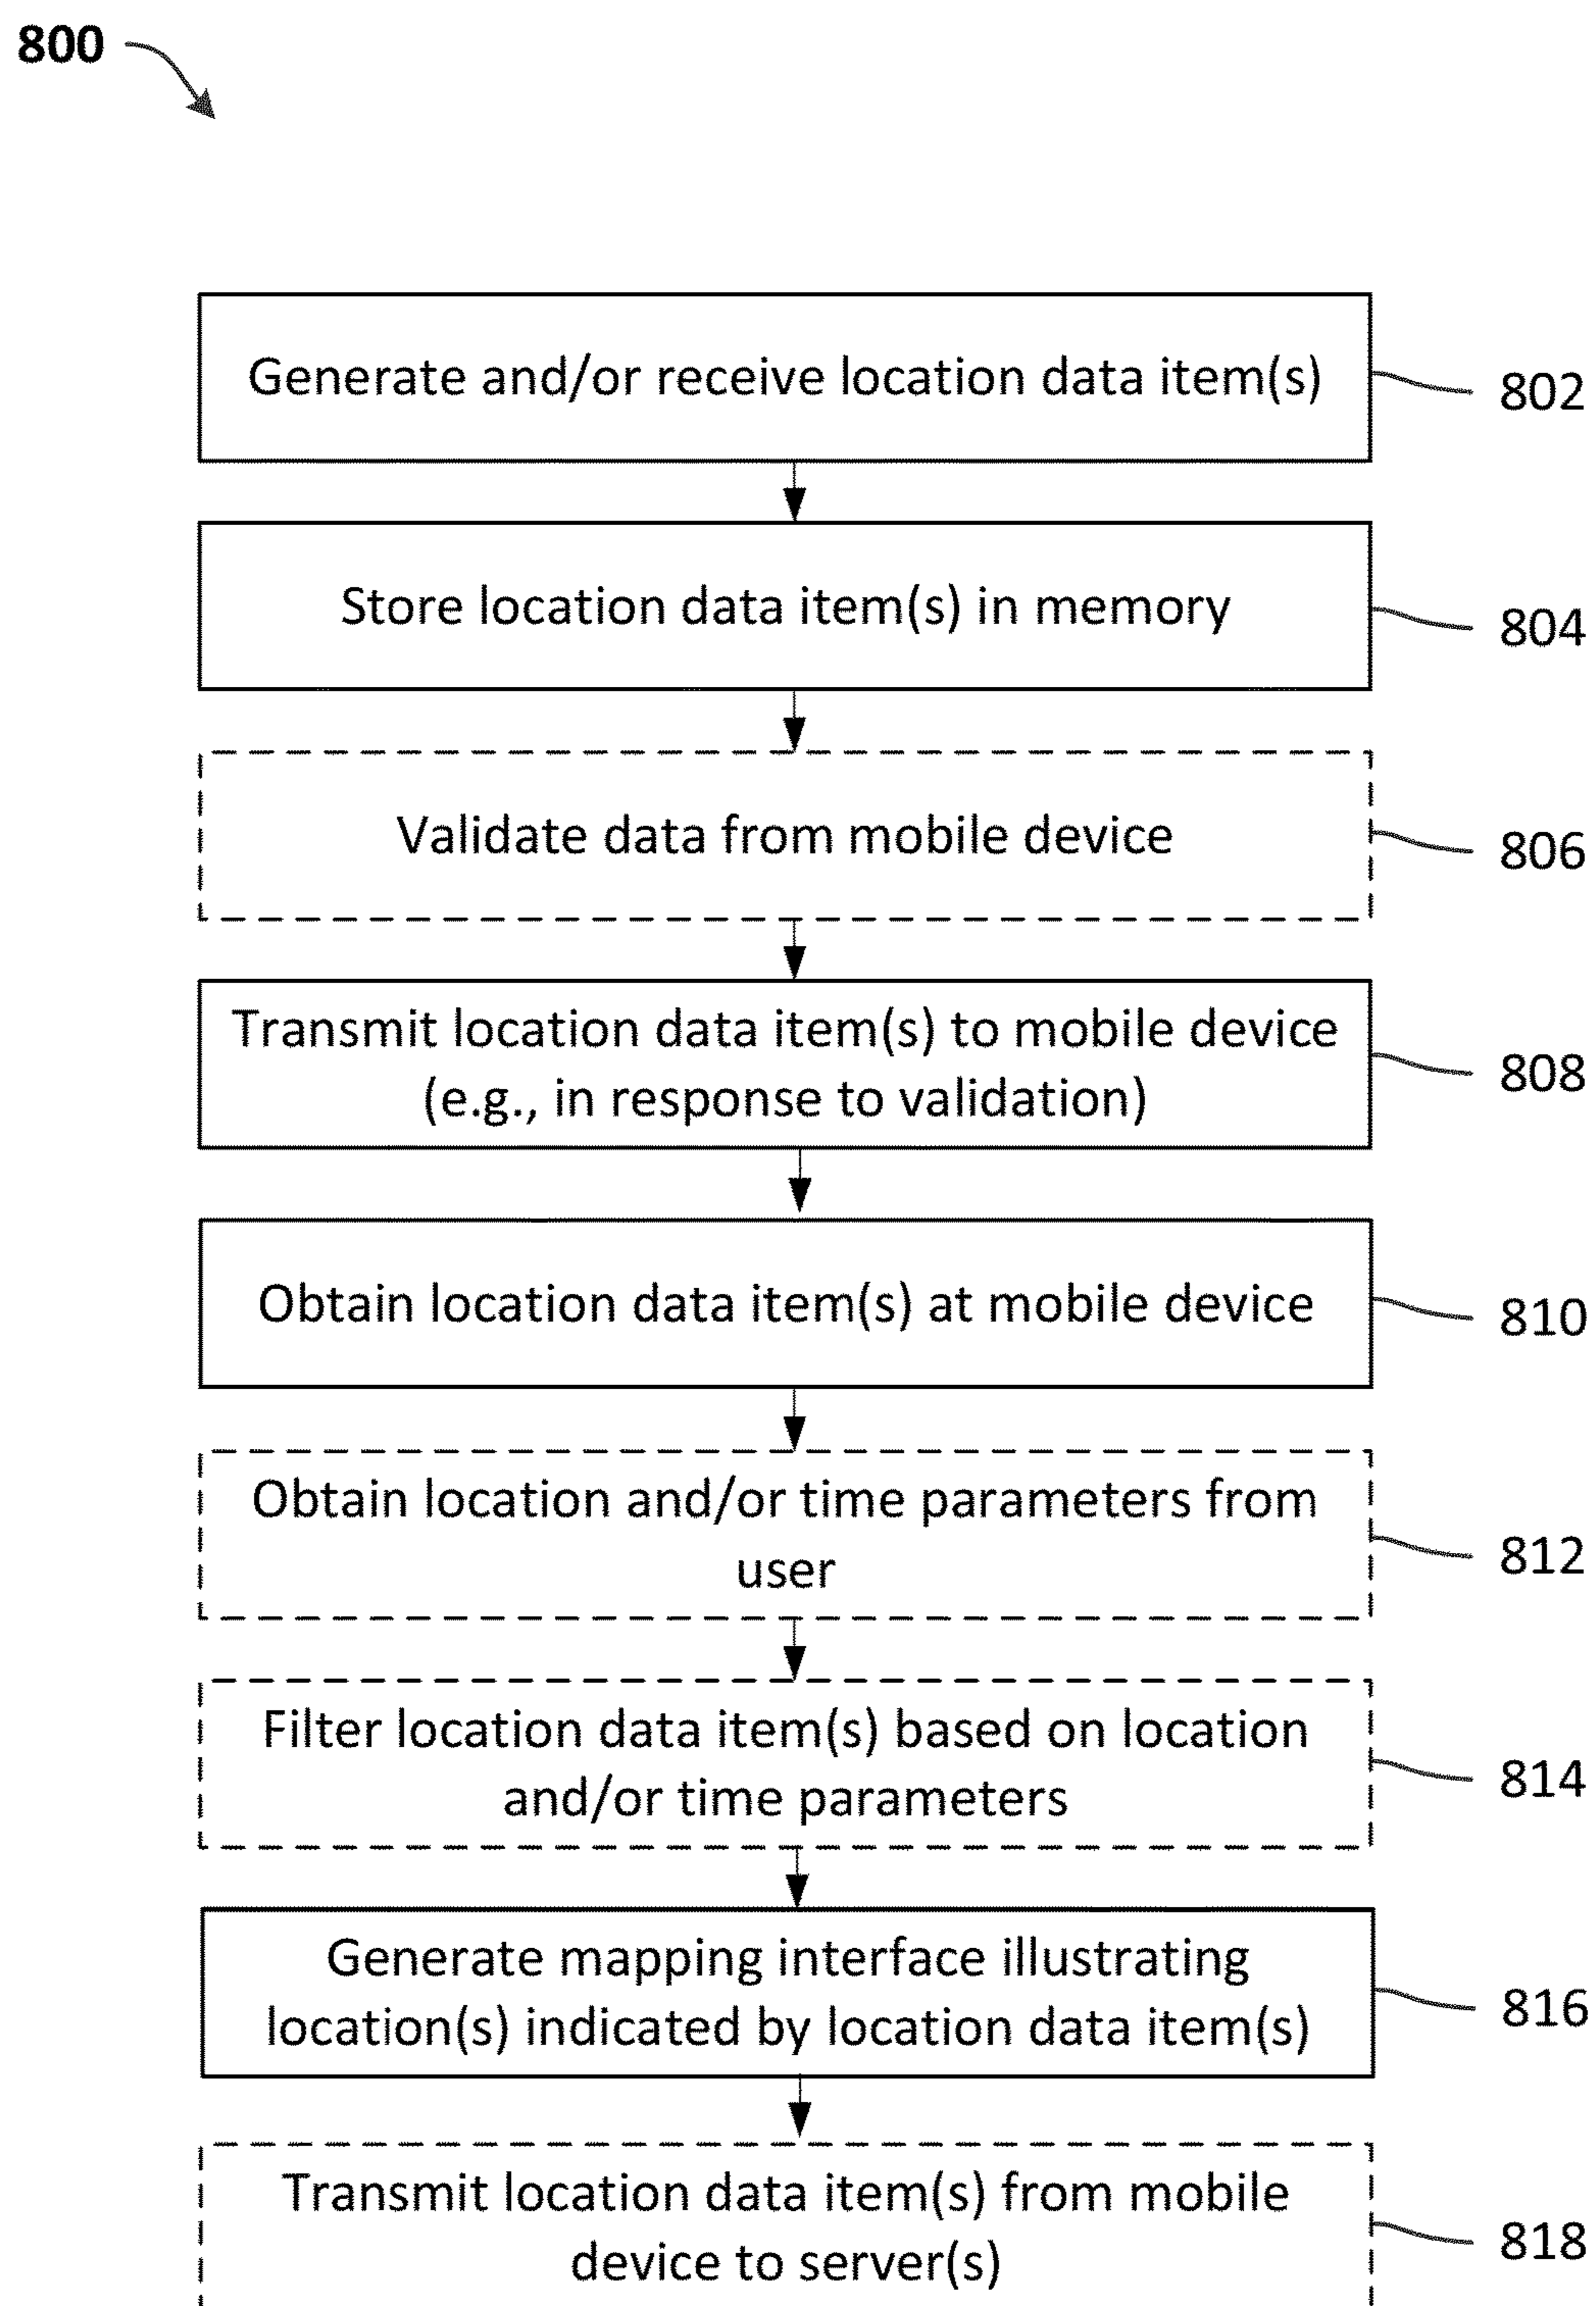 800
Generate and/or receive location data item(s)
802
Store location data item(s) in memory
804
Validate data from mobile device
806
Transmit location data item(s) to mobile device
(e.g., in response to validation)
808
Obtain location data item(s) at mobile device
810
Obtain location and/or time parameters from
user
812
Filter location data item(s) based on location
and/or time parameters
814
Generate mapping interface illustrating
location(s) indicated by location data item(s)
816
Transmit location data item(s) from mobile
device to server(s)
818